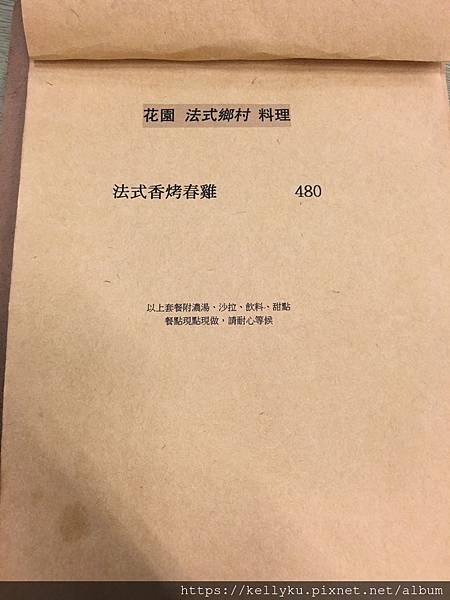 花園 法式鄉村 料理
法式香烤春雞 480
以上套餐附濃湯、沙拉、飲料、甜點
餐點現點現做，請耐心等候
https://kellyku.pixnet.net/album